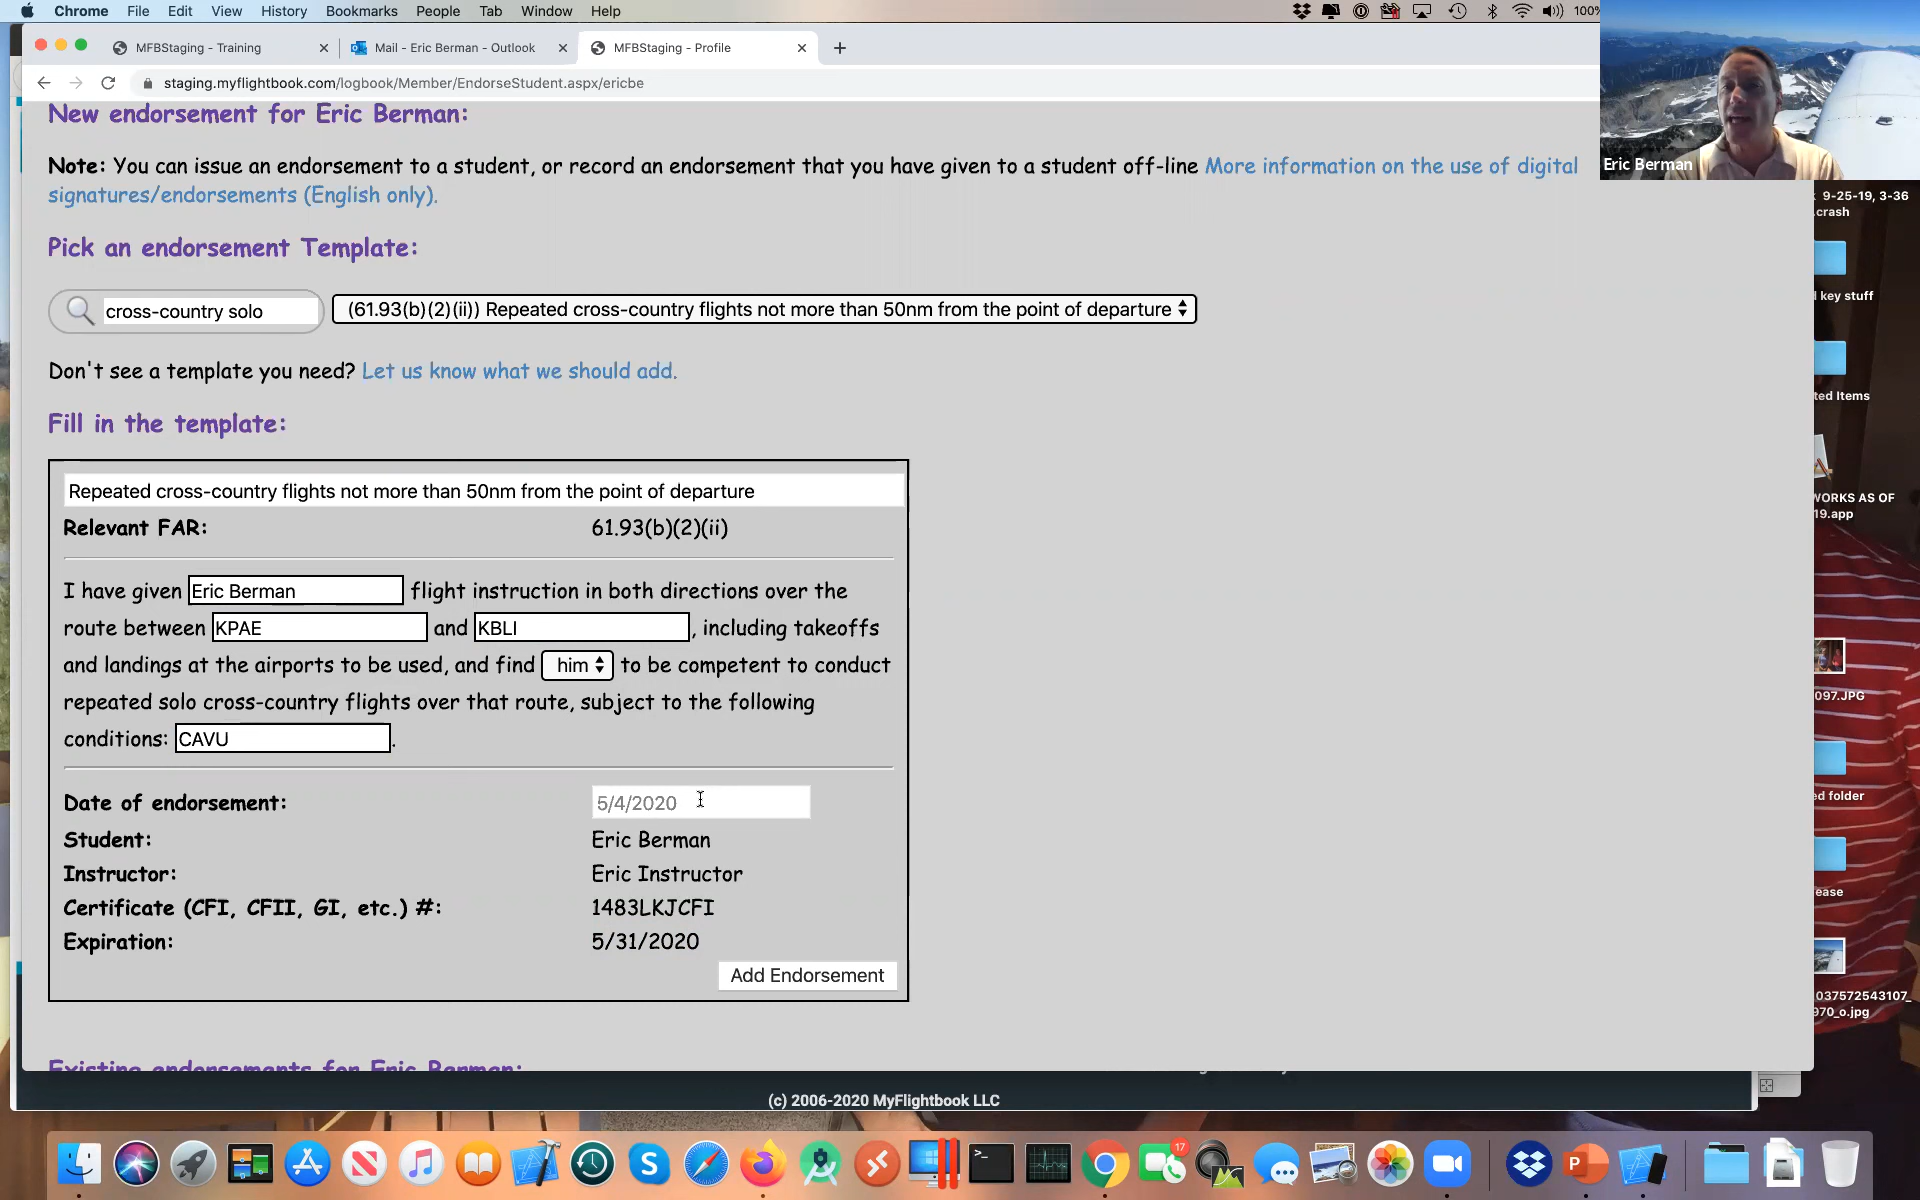 Chrome File Edit View History Bookmarks People Tab Window Help 100%
MFBStaging - Training
Mail - Eric Berman - Outlook
MFBStaging - Profile
staging.myflightbook.com/logbook/Member/EndorseStudent.aspx/ericbe
New endorsement for Eric Berman:
Note: You can issue an endorsement to a student, or record an endorsement that you have given to a student off-line More information on the use of digital
signatures/endorsements (English only).
Eric Berman
Pick an endorsement Template:
cross-country solo
(61.93(b)(2)(ii)) Repeated cross-country flights not more than 50nm from the point of departure
Don't see a template you need? Let us know what we should add.
Fill in the template:
Repeated cross-country flights not more than 50nm from the point of departure
Relevant FAR: 61.93(b)(2)(ii)
I have given Eric Berman flight instruction in both directions over the
route between KPAE and KBLI , including takeoffs
and landings at the airports to be used, and find him to be competent to conduct
repeated solo cross-country flights over that route, subject to the following
conditions: CAVU .
Date of endorsement: 5/4/2020
Student: Eric Berman
Instructor: Eric Instructor
Certificate (CFI, CFII, GI, etc.) #: 1483LKJCFI
Expiration: 5/31/2020
Add Endorsement
Existing endorsements for Eric Berman:
(c) 2006-2020 MyFlightbook LLC
9-25-19, 3-36
.crash
l key stuff
ted Items
WORKS AS OF
19.app
097.JPG
ed folder
ease
037572543107_
970_o.jpg
17